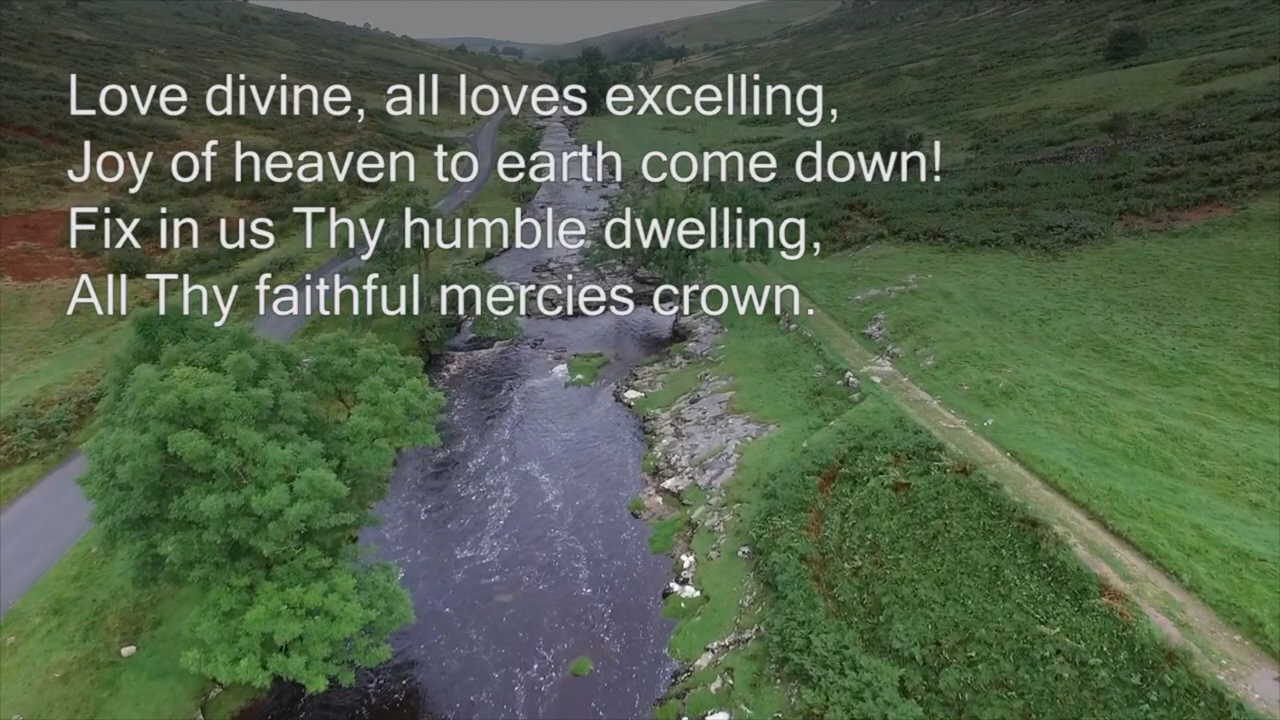 Love divine, all loves excelling,
Joy of heaven to earth come down!
Fix in us Thy humble dwelling,
All Thy faithful mercies crown.